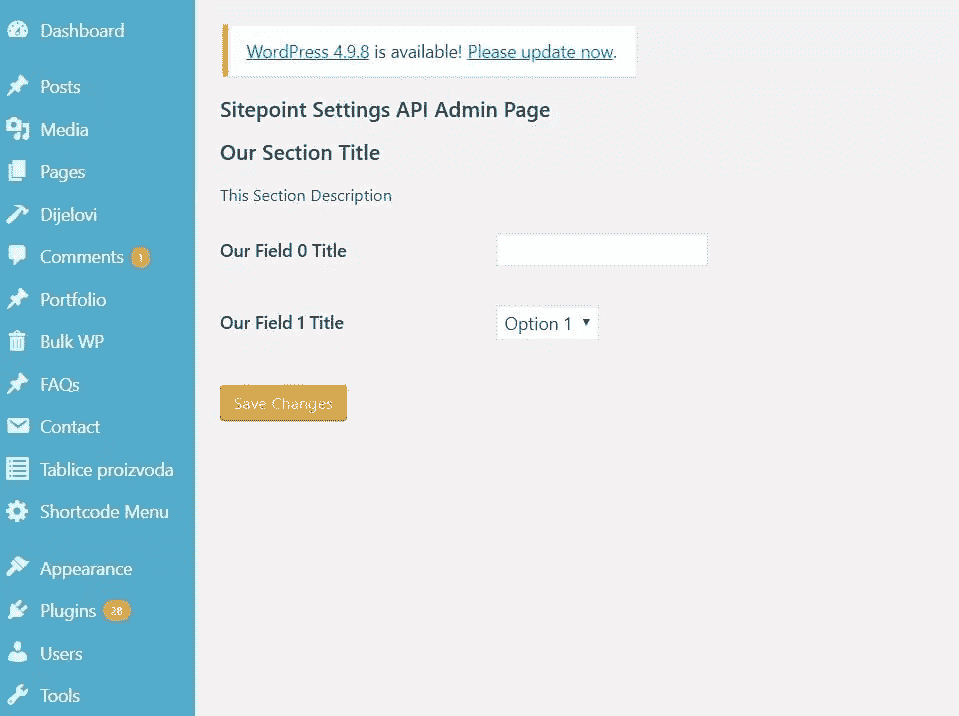 Dashboard
Posts
Media
Pages
Dijelovi
Comments 1
Portfolio
Bulk WP
FAQs
Contact
Tablice proizvoda
Shortcode Menu
Appearance
Plugins 28
Users
Tools
WordPress 4.9.8 is available! Please update now.
Sitepoint Settings API Admin Page
Our Section Title
This Section Description
Our Field 0 Title
Our Field 1 Title Option 1
Save Changes